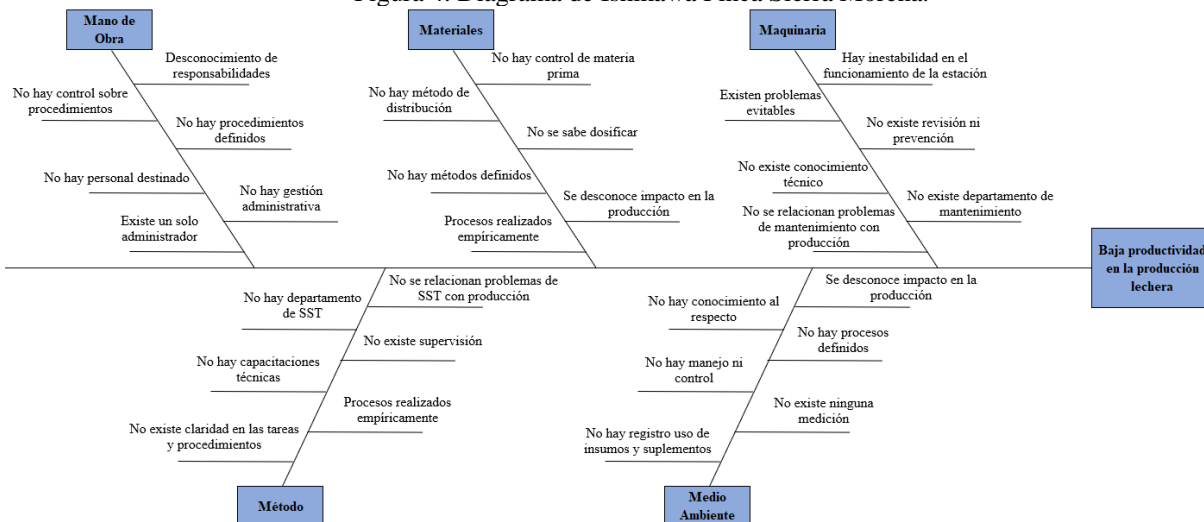 Figura 4. Diagrama de Ishikawa Finca Sierra Morena.
Mano de
Obra
Desconocimiento de
responsabilidades
No hay control sobre
procedimientos
No hay procedimientos
definidos
No hay personal destinado
No hay gestión
administrativa
Existe un solo
administrador
Materiales
No hay control de materia
prima
No hay método de
distribución
No se sabe dosificar
No hay métodos definidos
Se desconoce impacto en la
producción
Procesos realizados
empíricamente
Maquinaria
Hay inestabilidad en el
funcionamiento de la estación
Existen problemas
evitables
No existe revisión ni
prevención
No existe conocimiento
técnico
No existe departamento de
mantenimiento
No se relacionan problemas
de mantenimiento con
producción
Baja productividad
en la producción
lechera
No se relacionan problemas de
SST con producción
No hay departamento
de SST
No existe supervisión
No hay capacitaciones
técnicas
Procesos realizados
empíricamente
No existe claridad en las tareas
y procedimientos
Método
Se desconoce impacto en la
producción
No hay conocimiento al
respecto
No hay procesos
definidos
No hay manejo ni
control
No existe ninguna
medición
No hay registro uso de
insumos y suplementos
Medio
Ambiente